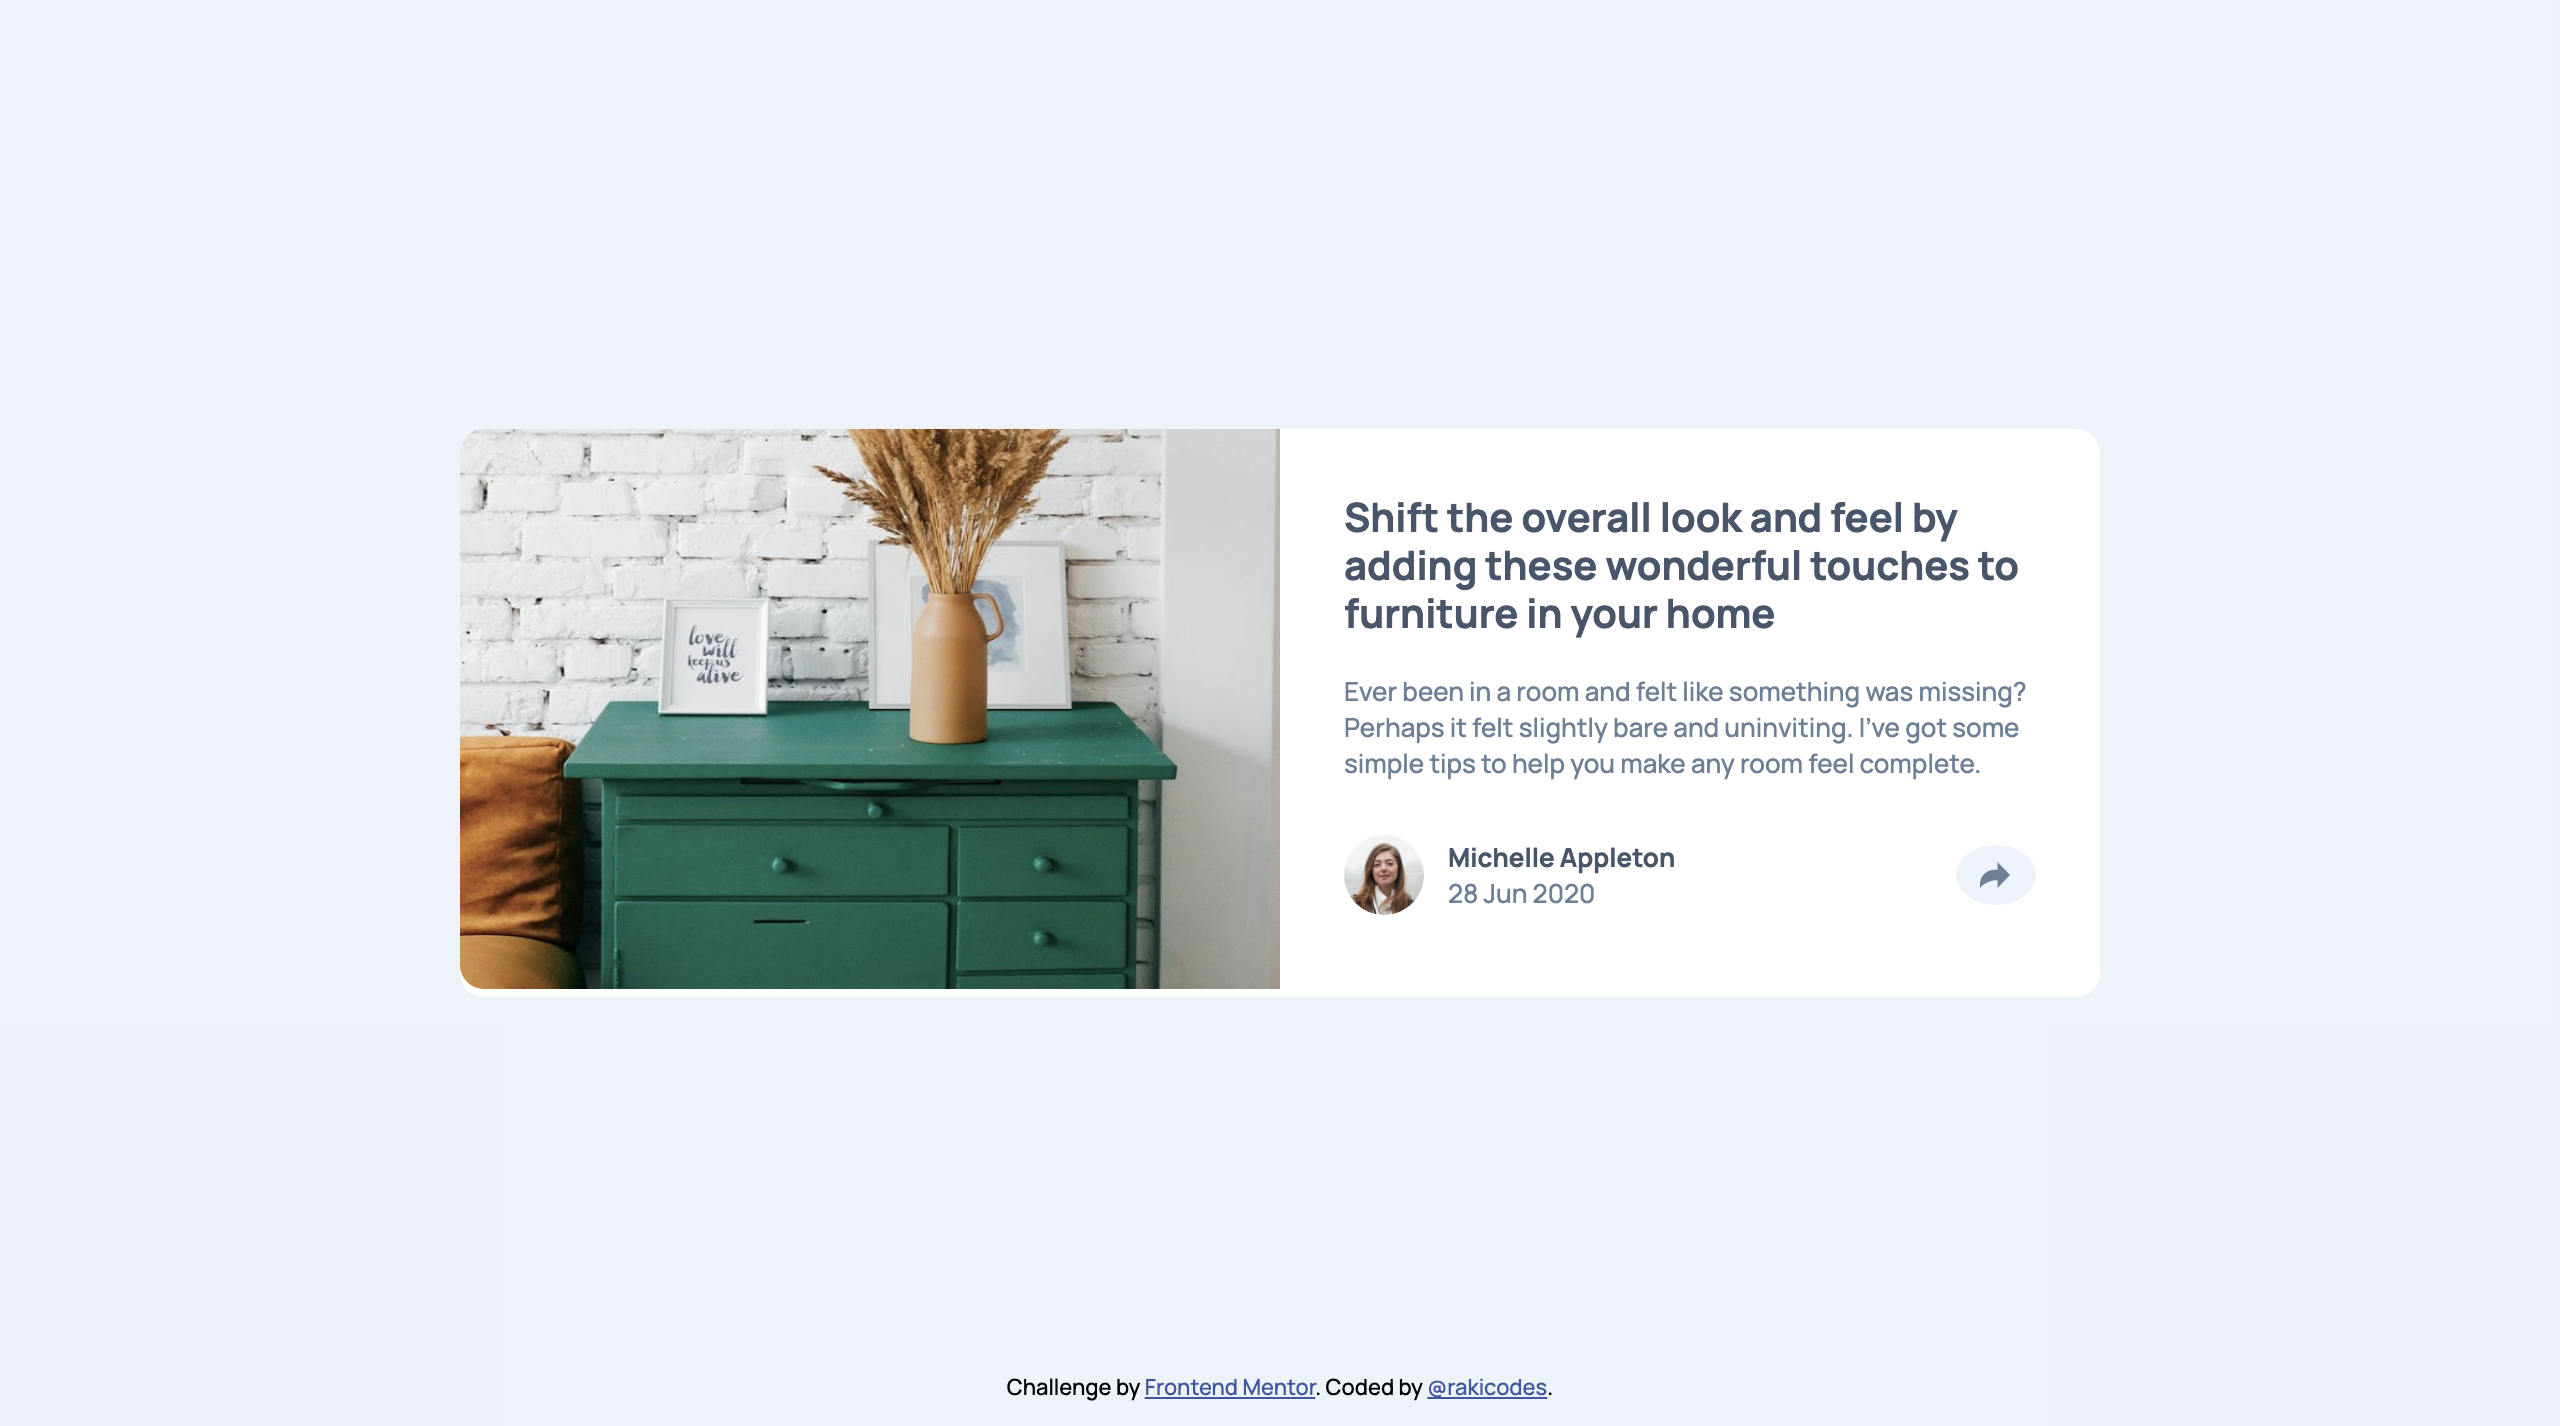 love
will
keep us
alive
Shift the overall look and feel by
adding these wonderful touches to
furniture in your home
Ever been in a room and felt like something was missing?
Perhaps it felt slightly bare and uninviting. I’ve got some
simple tips to help you make any room feel complete.
Michelle Appleton
28 Jun 2020
Challenge by Frontend Mentor. Coded by @rakicodes.